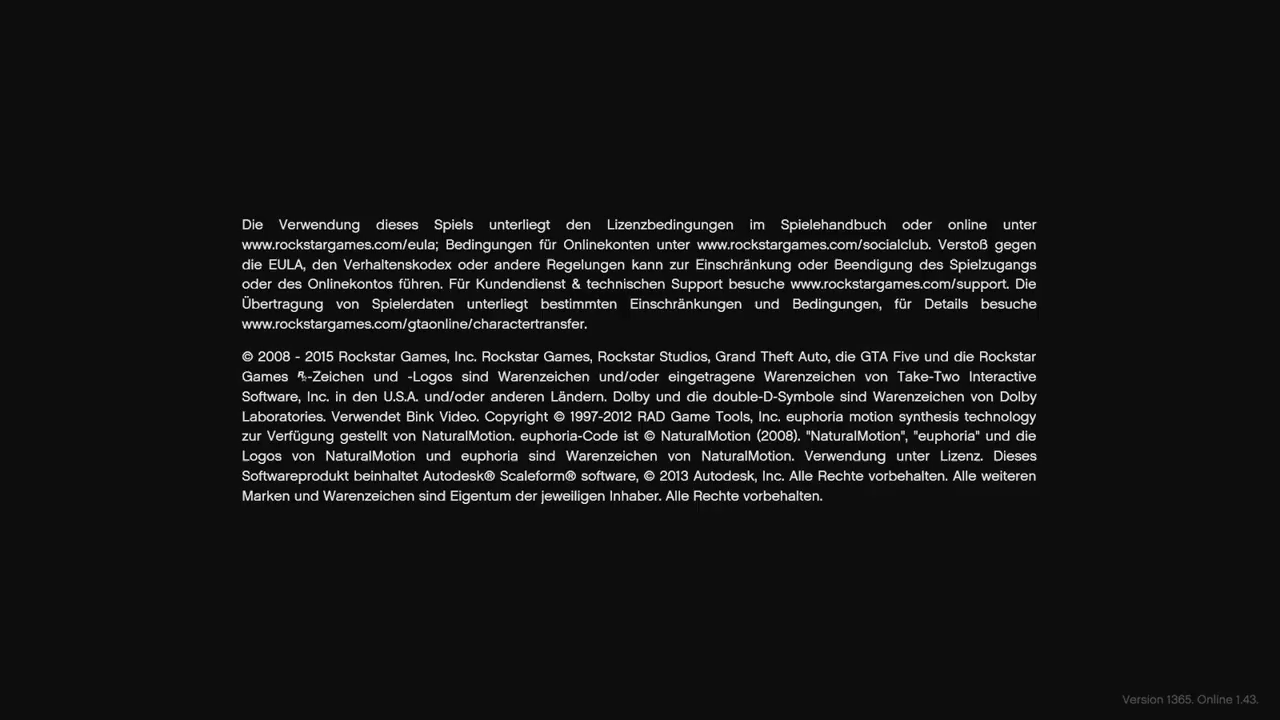 Die Verwendung dieses Spiels unterliegt den Lizenzbedingungen im Spielehandbuch oder online unter
www.rockstargames.com/eula; Bedingungen für Onlinekonten unter www.rockstargames.com/socialclub. Verstoß gegen
die EULA, den Verhaltenskodex oder andere Regelungen kann zur Einschränkung oder Beendigung des Spielzugangs
oder des Onlinekontos führen. Für Kundendienst & technischen Support besuche www.rockstargames.com/support. Die
Übertragung von Spielerdaten unterliegt bestimmten Einschränkungen und Bedingungen, für Details besuche
www.rockstargames.com/gtaonline/charactertransfer.
© 2008 - 2015 Rockstar Games, Inc. Rockstar Games, Rockstar Studios, Grand Theft Auto, die GTA Five und die Rockstar
Games R*-Zeichen und -Logos sind Warenzeichen und/oder eingetragene Warenzeichen von Take-Two Interactive
Software, Inc. in den U.S.A. und/oder anderen Ländern. Dolby und die double-D-Symbole sind Warenzeichen von Dolby
Laboratories. Verwendet Bink Video. Copyright © 1997-2012 RAD Game Tools, Inc. euphoria motion synthesis technology
zur Verfügung gestellt von NaturalMotion. euphoria-Code ist © NaturalMotion (2008). "NaturalMotion", "euphoria" und die
Logos von NaturalMotion und euphoria sind Warenzeichen von NaturalMotion. Verwendung unter Lizenz. Dieses
Softwareprodukt beinhaltet Autodesk® Scaleform® software, © 2013 Autodesk, Inc. Alle Rechte vorbehalten. Alle weiteren
Marken und Warenzeichen sind Eigentum der jeweiligen Inhaber. Alle Rechte vorbehalten.
Version 1365. Online 1.43.